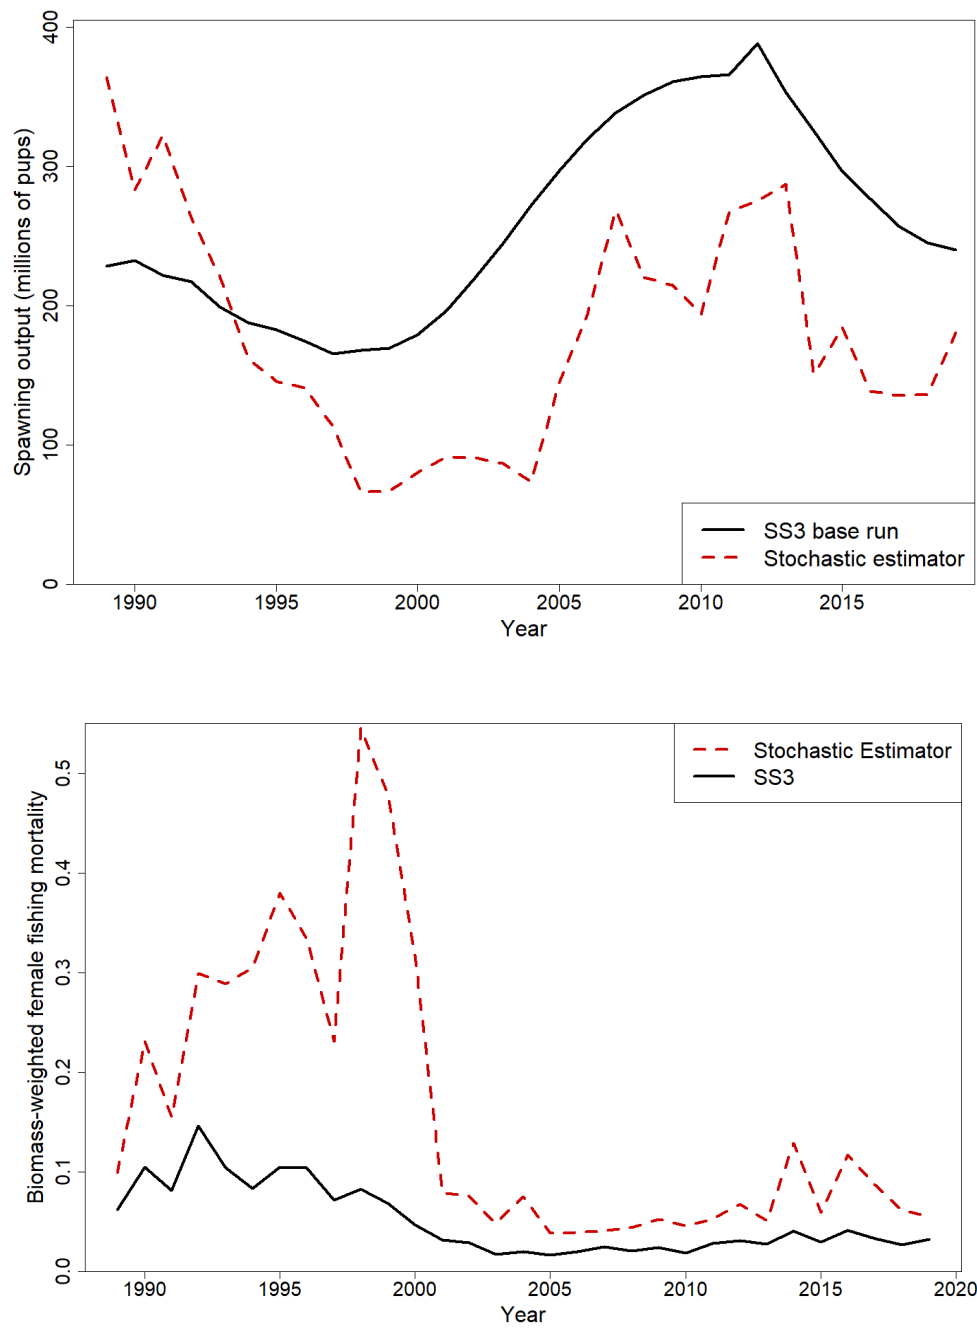 Spawning output (millions of pups)
400
300
200
100
0
SS3 base run
Stochastic estimator
1990 1995 2000 2005 2010 2015
Year
Biomass-weighted female fishing mortality
0.5
0.4
0.3
0.2
0.1
0.0
Stochastic Estimator
SS3
1990 1995 2000 2005 2010 2015 2020
Year